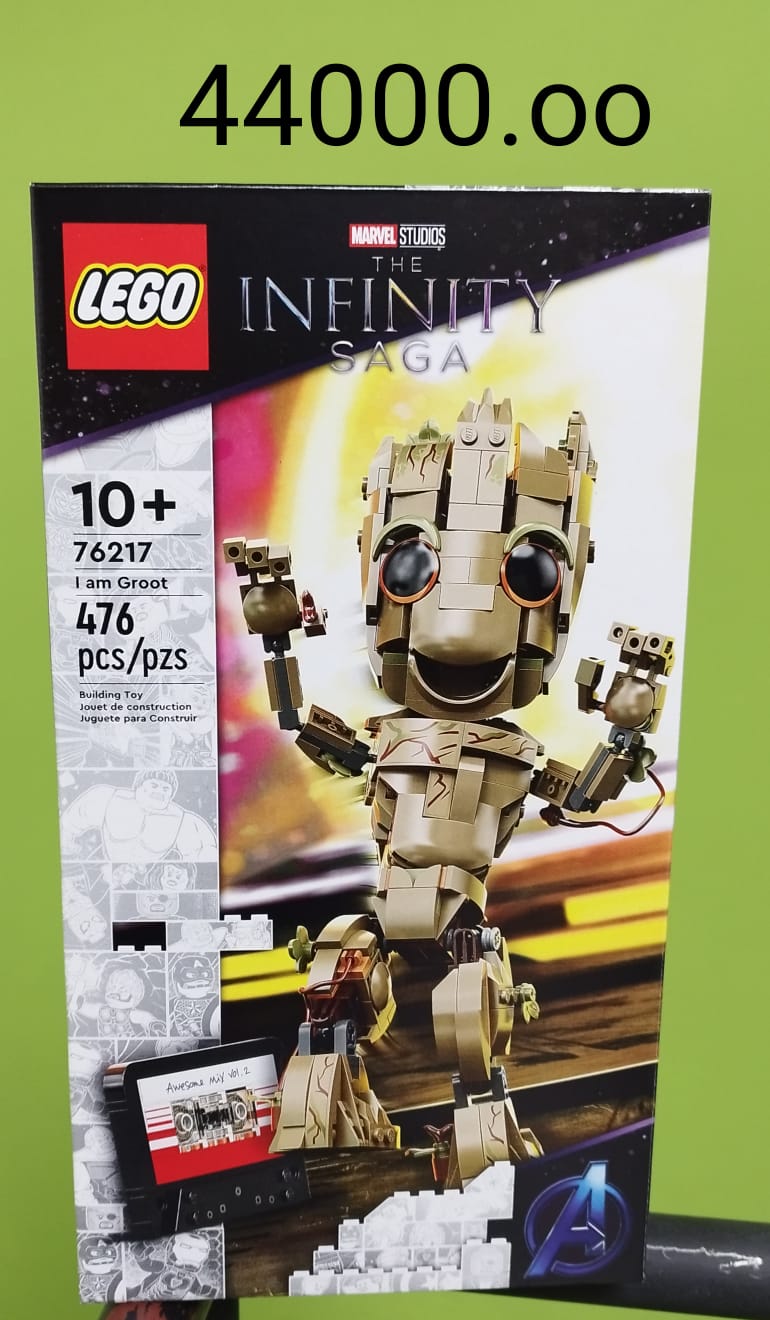 44000.oo
LEGO
MARVEL STUDIOS
THE
INFINITY
SAGA
10+
76217
I am Groot
476
pcs/pzs
Building Toy
Jouet de construction
Juguete para Construir
Awesome Mix Vol. 2